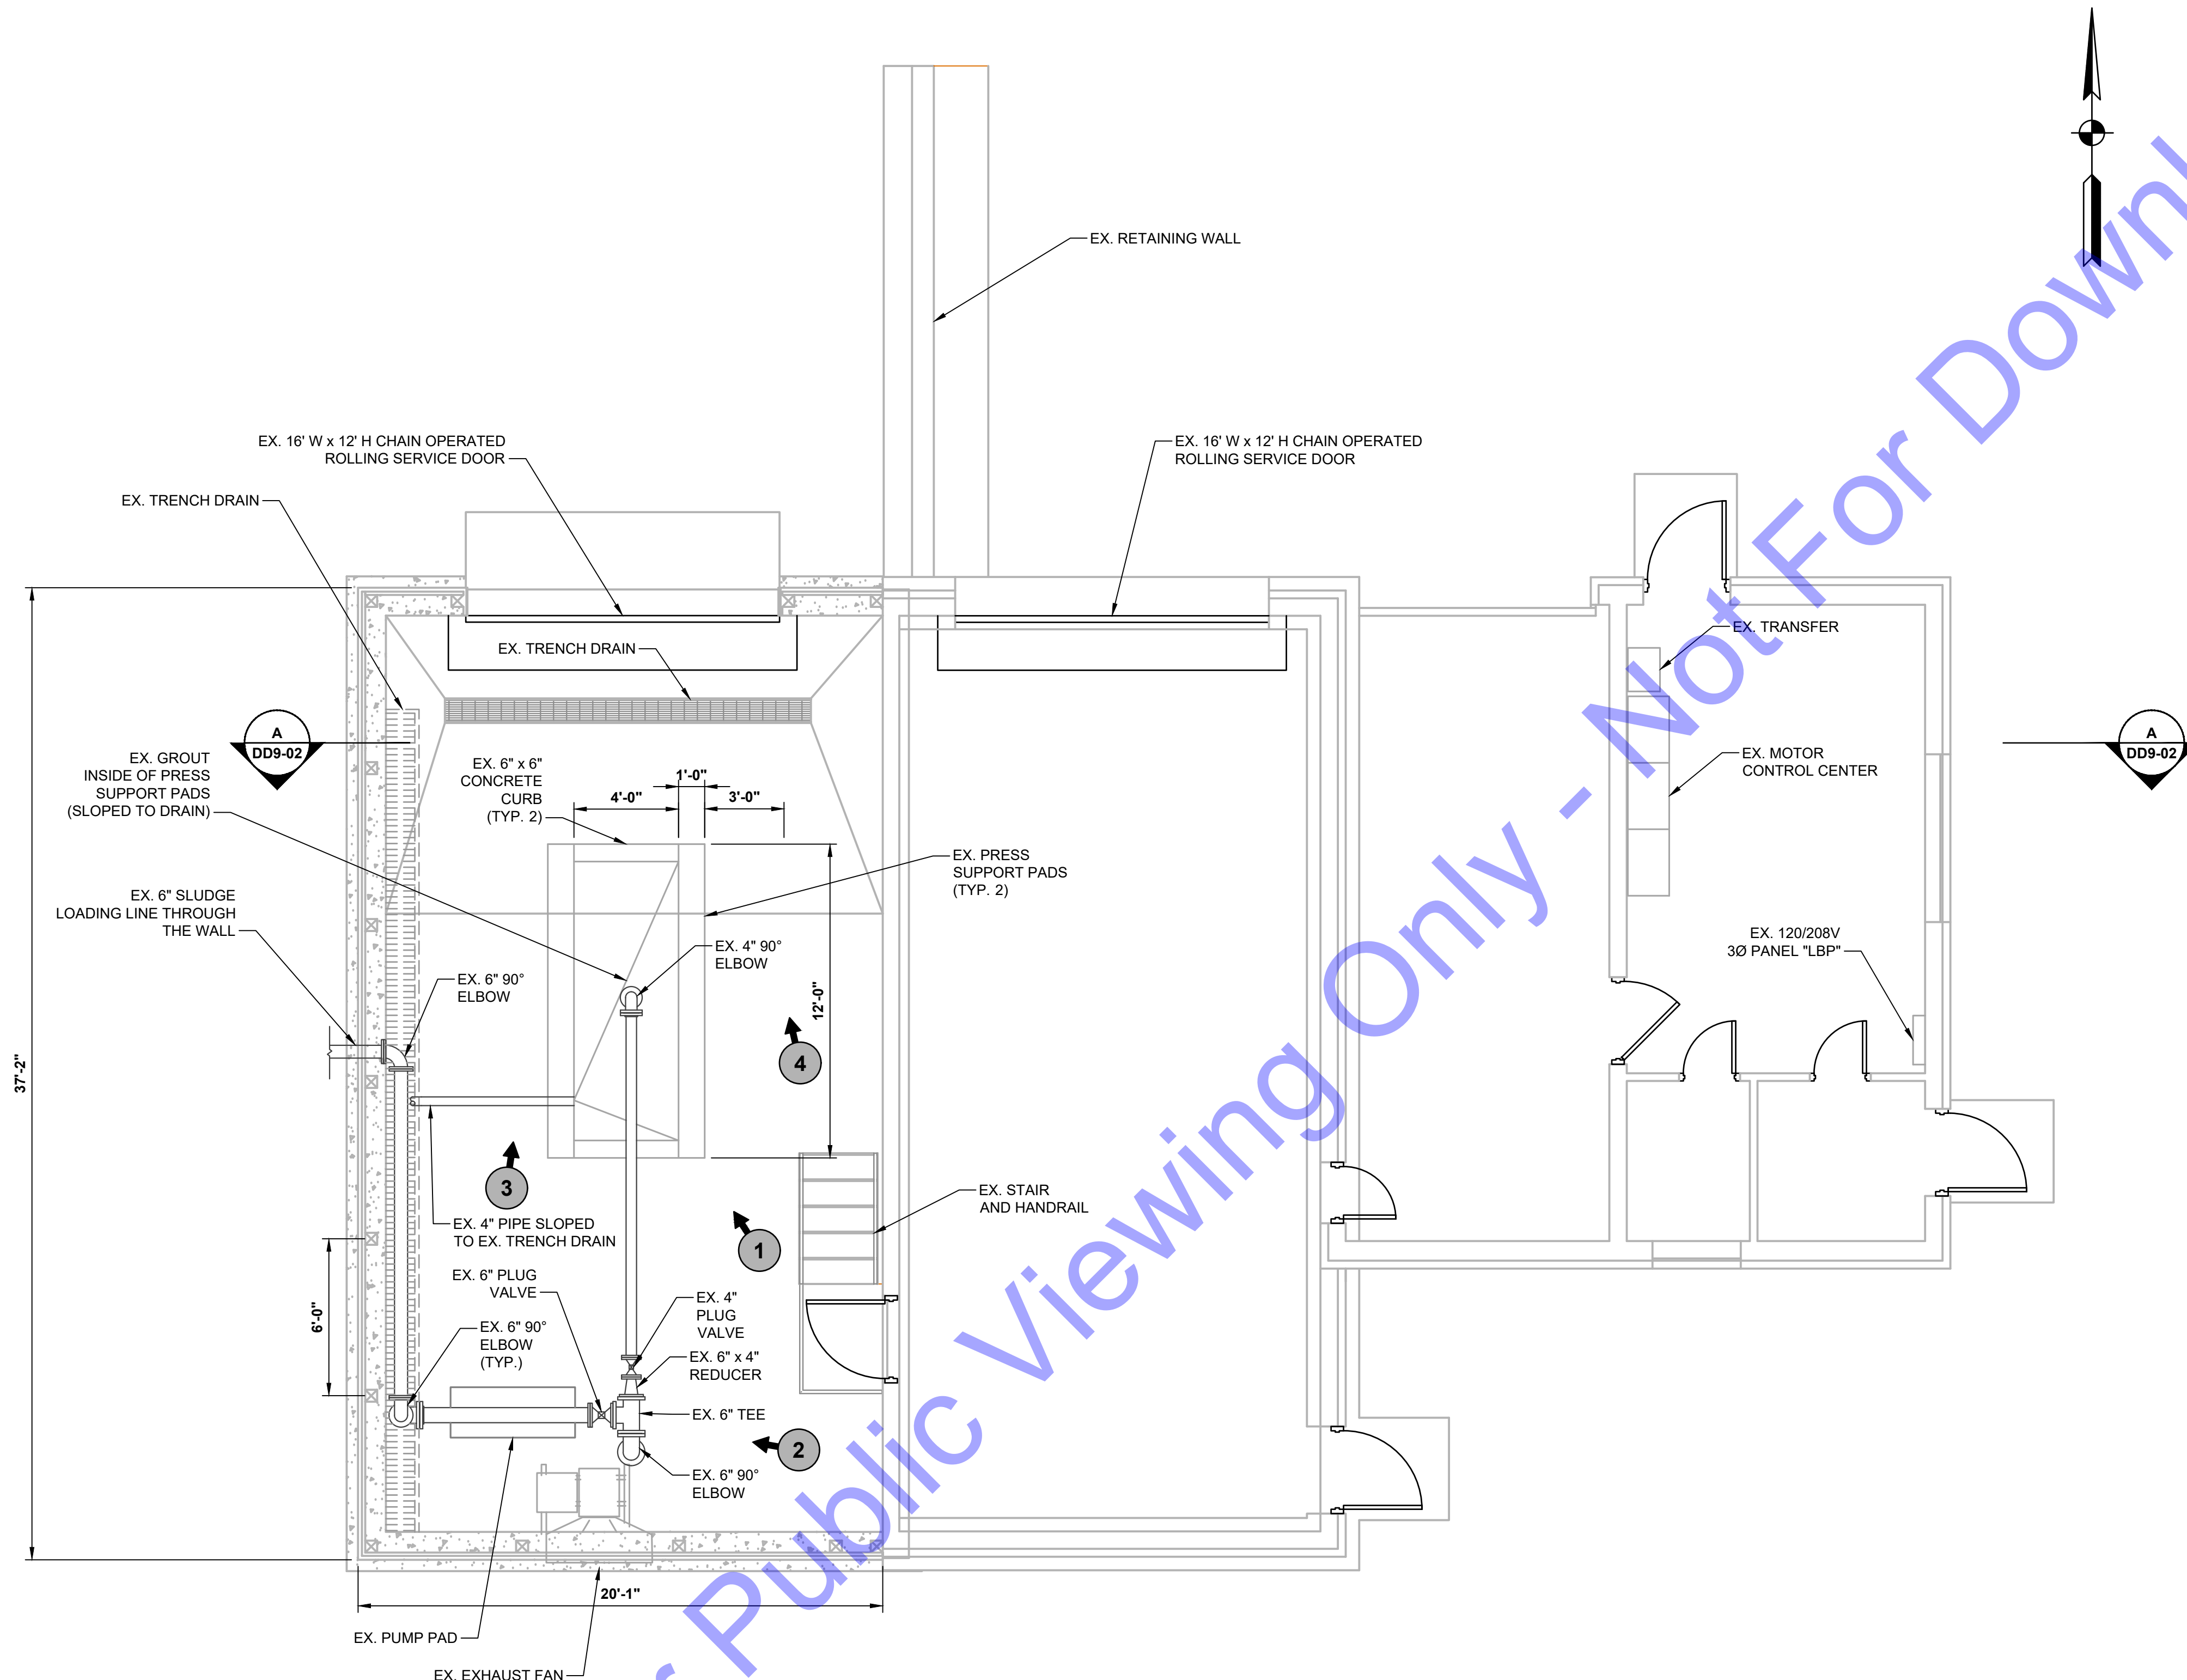 EX. RETAINING WALL
EX. 16' W x 12' H CHAIN OPERATED
ROLLING SERVICE DOOR
EX. 16' W x 12' H CHAIN OPERATED
ROLLING SERVICE DOOR
EX. TRENCH DRAIN
EX. TRENCH DRAIN
EX. TRANSFER
A
DD9-02
A
DD9-02
EX. GROUT
INSIDE OF PRESS
SUPPORT PADS
(SLOPED TO DRAIN)
EX. 6" x 6"
CONCRETE
CURB
(TYP. 2)
1'-0"
4'-0"
3'-0"
EX. MOTOR
CONTROL CENTER
EX. PRESS
SUPPORT PADS
(TYP. 2)
EX. 6" SLUDGE
LOADING LINE THROUGH
THE WALL
EX. 4" 90°
ELBOW
EX. 120/208V
3Ø PANEL "LBP"
EX. 6" 90°
ELBOW
12'-0"
4
37'-2"
3
EX. STAIR
AND HANDRAIL
EX. 4" PIPE SLOPED
TO EX. TRENCH DRAIN
1
EX. 6" PLUG
VALVE
EX. 4"
PLUG
VALVE
6'-0"
EX. 6" 90°
ELBOW
(TYP.)
EX. 6" x 4"
REDUCER
EX. 6" TEE
2
EX. 6" 90°
ELBOW
20'-1"
EX. PUMP PAD
EX. EXHAUST FAN
Public Viewing Only - Not For